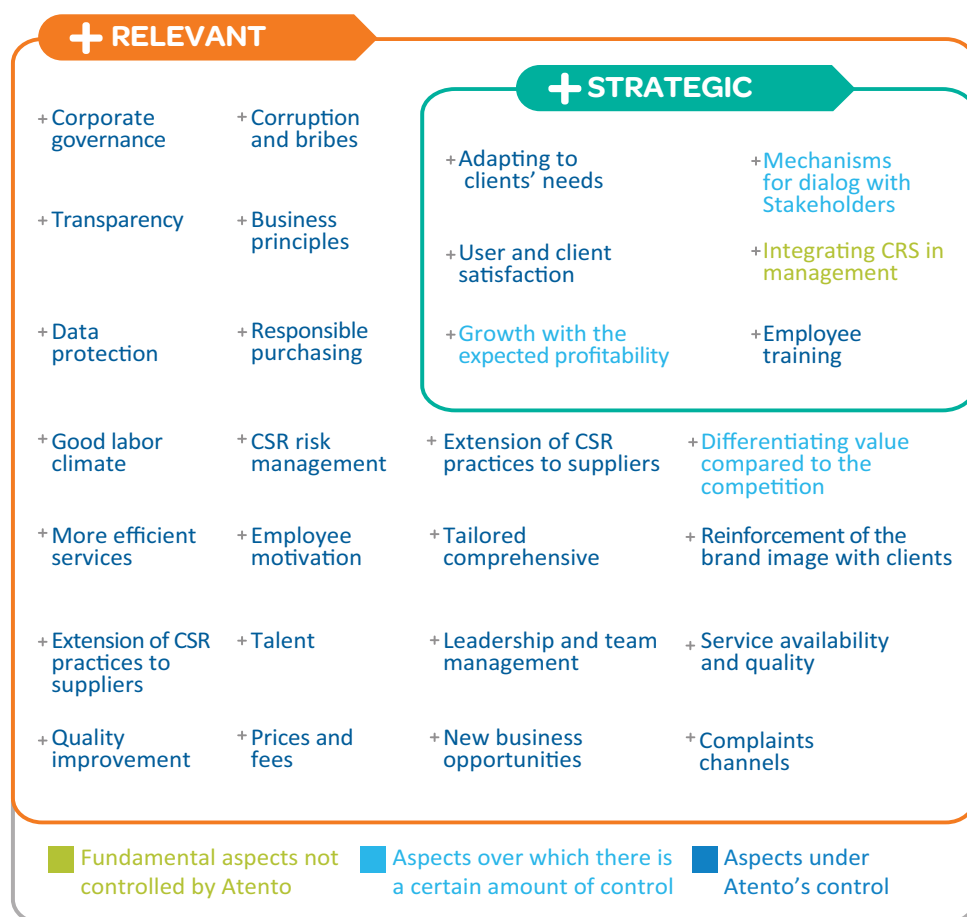 + RELEVANT
+ STRATEGIC
+ Corporate
governance
+ Corruption
and bribes
+ Transparency
+ Business
principles
+ Data
protection
+ Responsible
purchasing
+ Adapting to
clients’ needs
+ Mechanisms
for dialog with
Stakeholders
+ User and client
satisfaction
+ Integrating CRS in
management
+ Growth with the
expected profitability
+ Employee
training
+ Good labor
climate
+ CSR risk
management
+ Extension of CSR
practices to suppliers
+ Differentiating value
compared to the
competition
+ More efficient
services
+ Employee
motivation
+ Tailored
comprehensive
+ Reinforcement of the
brand image with clients
+ Extension of CSR
practices to
suppliers
+ Talent
+ Leadership and team
management
+ Service availability
and quality
+ Quality
improvement
+ Prices and
fees
+ New business
opportunities
+ Complaints
channels
Fundamental aspects not
controlled by Atento
Aspects over which there is
a certain amount of control
Aspects under
Atento’s control